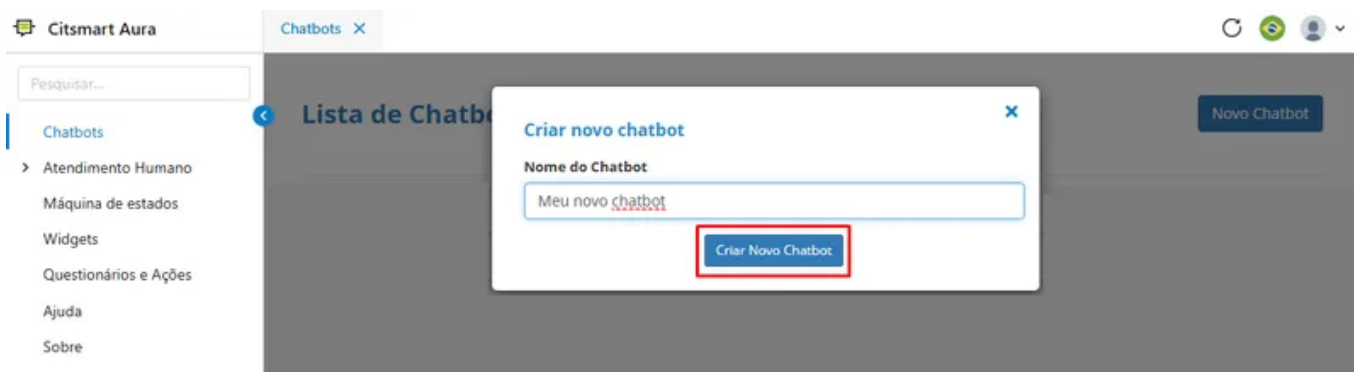 Citsmart Aura
Chatbots
Pesquisar...
Chatbots
Atendimento Humano
Máquina de estados
Widgets
Questionários e Ações
Ajuda
Sobre
Lista de Chatb
Novo Chatbot
Criar novo chatbot
Nome do Chatbot
Meu novo chatbot
Criar Novo Chatbot